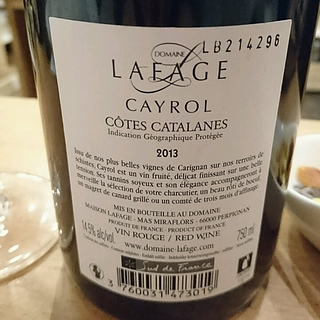 LB214296
DOMAINE
LAFAGE
CAYROL
CÔTES CATALANES
Indication Géographique Protégée
2013
Issu de nos plus belles vignes de Carignan sur nos terroirs de
schistes, Cayrol est un vin fruité, déjà finissant sur une belle
tension. Ses tannins soyeux et son élégance accompagneront à
merveille la sélection de votre charcutier, un beau rôti de boeuf,
un magret de canard grillé ou un comté de trois mois d'affinage.
MIS EN BOUTEILLE AU DOMAINE
MAISON LAFAGE - MAS MIRAFLORS - 66000 PERPIGNAN
PRODUIT DE FRANCE - PRODUCT OF FRANCE
14.5% alc/vol.
VIN ROUGE / RED WINE
750 ml
www.domaine-lafage.com
Sud de France
3 760031 473019